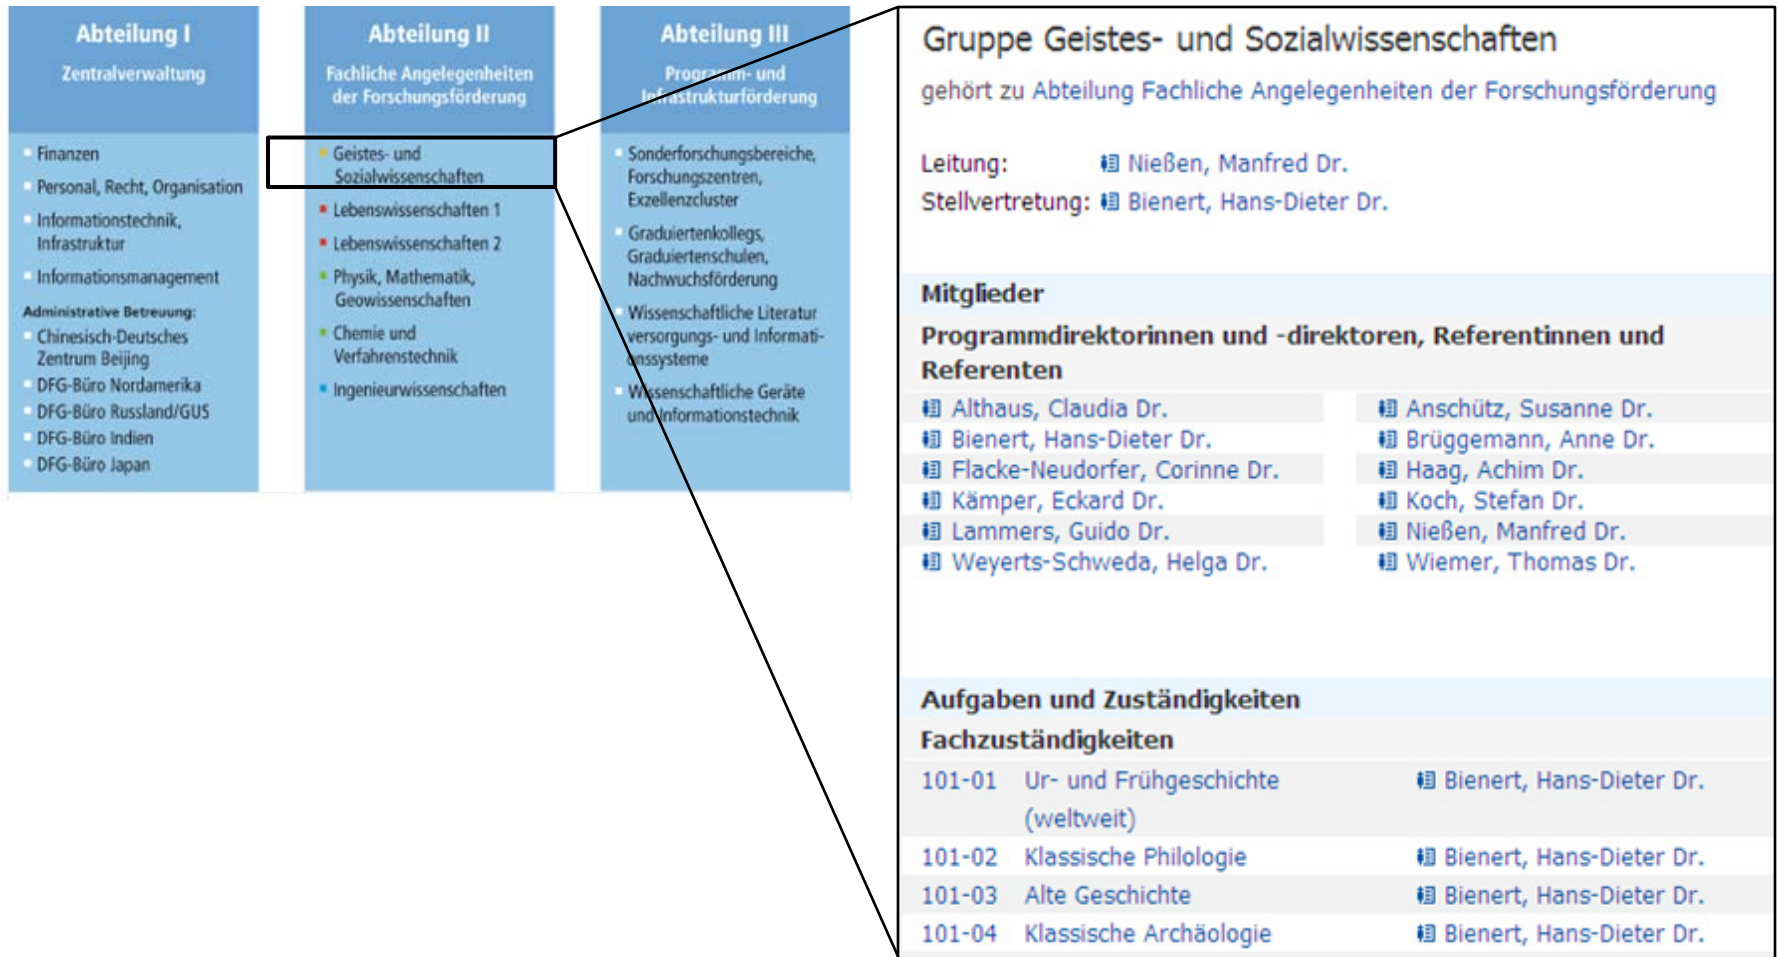 Abteilung I
Zentralverwaltung
Finanzen
Personal, Recht, Organisation
Informationstechnik,
Infrastruktur
Informationsmanagement
Administrative Betreuung:
Chinesisch-Deutsches
Zentrum Beijing
DFG-Büro Nordamerika
DFG-Büro Russland/GUS
DFG-Büro Indien
DFG-Büro Japan
Abteilung II
Fachliche Angelegenheiten
der Forschungsförderung
Geistes- und
Sozialwissenschaften
Lebenswissenschaften 1
Lebenswissenschaften 2
Physik, Mathematik,
Geowissenschaften
Chemie und
Verfahrenstechnik
Ingenieurwissenschaften
Abteilung III
Programm- und
Infrastrukturförderung
Sonderforschungsbereiche,
Forschungszentren,
Exzellenzcluster
Graduiertenkollegs,
Graduiertenschulen,
Nachwuchsförderung
Wissenschaftliche Literatur
versorgungs- und Informati-
onssysteme
Wissenschaftliche Geräte
und Informationstechnik
Gruppe Geistes- und Sozialwissenschaften
gehört zu Abteilung Fachliche Angelegenheiten der Forschungsförderung
Leitung: Nießen, Manfred Dr.
Stellvertretung: Bienert, Hans-Dieter Dr.
Mitglieder
Programmdirektorinnen und -direktoren, Referentinnen und
Referenten
Althaus, Claudia Dr. Anschütz, Susanne Dr.
Bienert, Hans-Dieter Dr. Brüggemann, Anne Dr.
Flacke-Neudorfer, Corinne Dr. Haag, Achim Dr.
Kämper, Eckard Dr. Koch, Stefan Dr.
Lammers, Guido Dr. Nießen, Manfred Dr.
Weyerts-Schweda, Helga Dr. Wiemer, Thomas Dr.
Aufgaben und Zuständigkeiten
Fachzuständigkeiten
101-01 Ur- und Frühgeschichte Bienert, Hans-Dieter Dr.
(weltweit)
101-02 Klassische Philologie Bienert, Hans-Dieter Dr.
101-03 Alte Geschichte Bienert, Hans-Dieter Dr.
101-04 Klassische Archäologie Bienert, Hans-Dieter Dr.